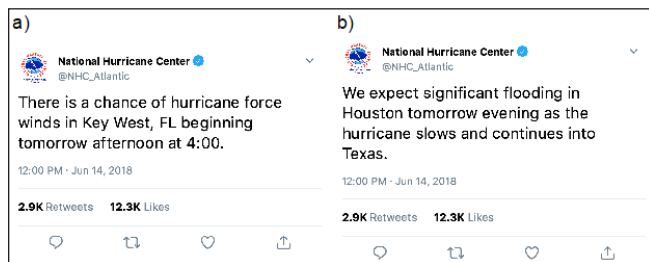 a)
National Hurricane Center
@NHC_Atlantic
There is a chance of hurricane force
winds in Key West, FL beginning
tomorrow afternoon at 4:00.
12:00 PM · Jun 14, 2018
2.9K Retweets 12.3K Likes
b)
National Hurricane Center
@NHC_Atlantic
We expect significant flooding in
Houston tomorrow evening as the
hurricane slows and continues into
Texas.
12:00 PM · Jun 14, 2018
2.9K Retweets 12.3K Likes